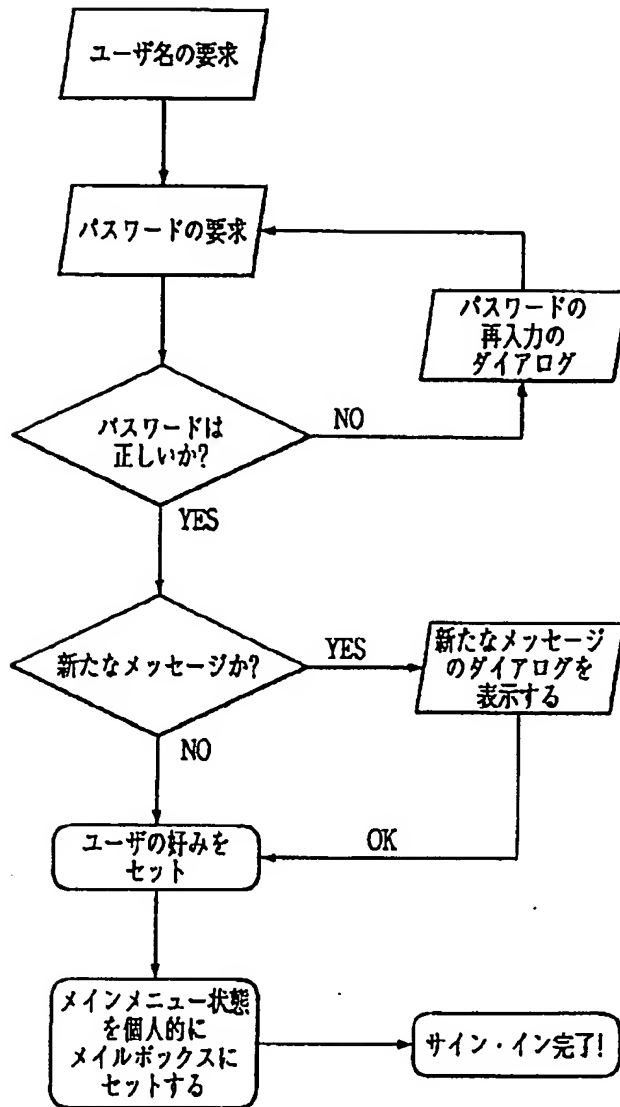 ユーザ名の要求
パスワードの要求
パスワードの
再入力の
ダイアログ
パスワードは
正しいか?
NO
YES
新たなメッセージか?
YES
新たなメッセージ
のダイアログを
表示する
NO
ユーザの好みを
セット
OK
メインメニュー状態
を個人的に
メイルボックスに
セットする
サイン・イン完了!